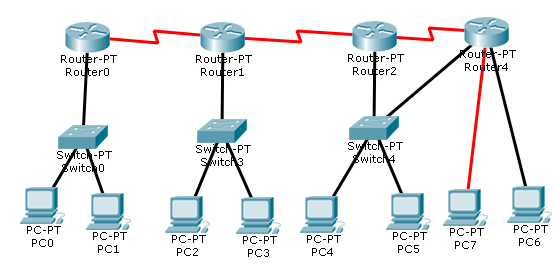 Router-PT
Router0
Router-PT
Router1
Router-PT
Router2
Router-PT
Router4
Switch-PT
Switch0
Switch-PT
Switch3
Switch-PT
Switch4
PC-PT
PC0
PC-PT
PC1
PC-PT
PC2
PC-PT
PC3
PC-PT
PC4
PC-PT
PC5
PC-PT
PC7
PC-PT
PC6